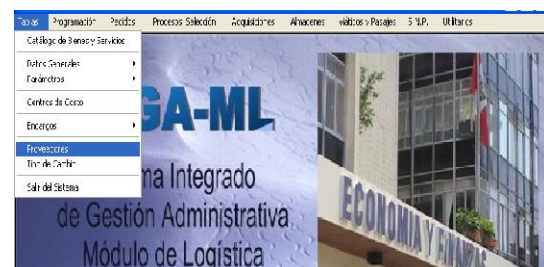 Tablas Programación Pedidos Procesos Selección Adquisiciones Almacenes Viáticos y Pasajes S.N.P. Utilitarios
Catálogo de Bienes y Servicios
Datos Generales
Parámetros
Centros de Costo
Encargos
Proveedores
Tipo de Cambio
Salir del Sistema
GA-ML
ma Integrado
de Gestión Administrativa
Módulo de Logística
ECONOMIA Y FINANZAS